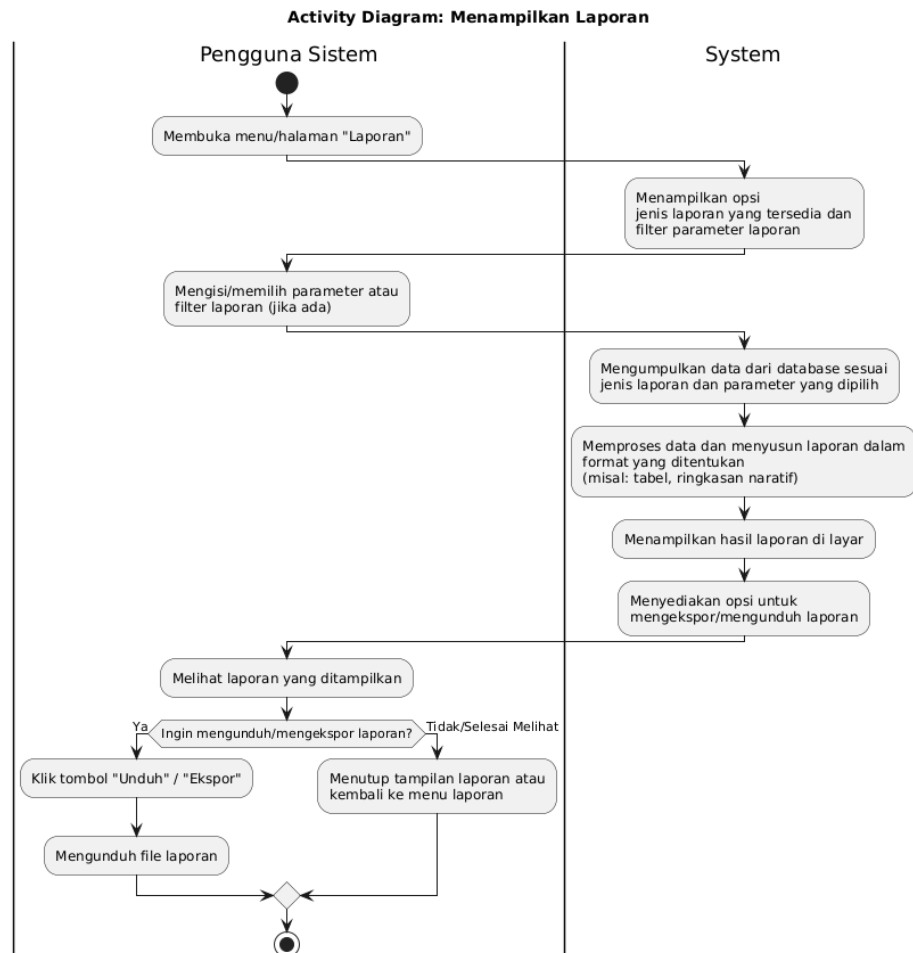 Activity Diagram: Menampilkan Laporan
Pengguna Sistem
System
Membuka menu/halaman "Laporan"
Menampilkan opsi
jenis laporan yang tersedia dan
filter parameter laporan
Mengisi/memilih parameter atau
filter laporan (jika ada)
Mengumpulkan data dari database sesuai
jenis laporan dan parameter yang dipilih
Memproses data dan menyusun laporan dalam
format yang ditentukan
(misal: tabel, ringkasan naratif)
Menampilkan hasil laporan di layar
Menyediakan opsi untuk
mengekspor/mengunduh laporan
Melihat laporan yang ditampilkan
Ya
Ingin mengunduh/mengekspor laporan?
Tidak/Selesai Melihat
Klik tombol "Unduh" / "Ekspor"
Mengunduh file laporan
Menutup tampilan laporan atau
kembali ke menu laporan